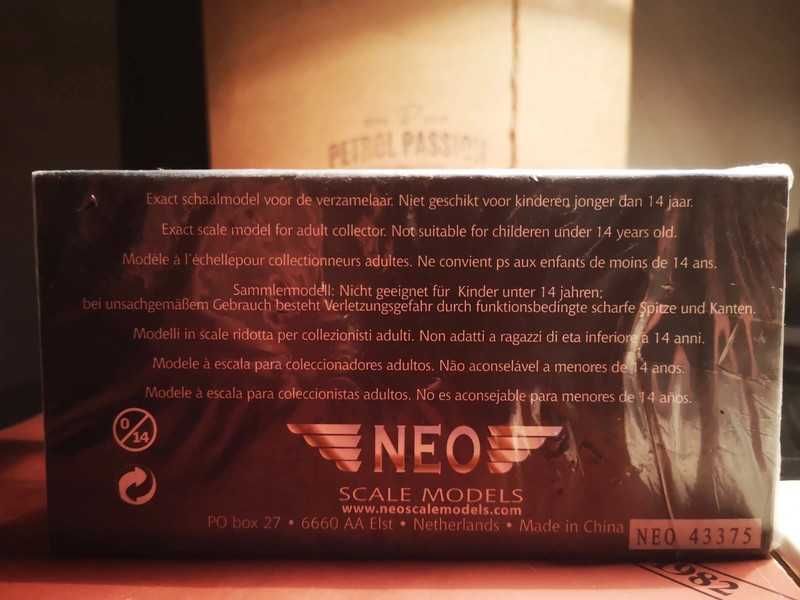 PETROL PASSION
Exact schaalmodel voor de verzamelaar. Niet geschikt voor kinderen jonger dan 14 jaar.
Exact scale model for adult collector. Not suitable for childeren under 14 years old.
Modèle à l'échellepour collectionneurs adultes. Ne convient ps aux enfants de moins de 14 ans.
Sammlemodell: Nicht geeignet für Kinder unter 14 jahren;
bei unsachgemäßem Gebrauch besteht Verletzungsgefahr durch funktionsbedingte scharfe Spitze und Kanten.
Modelli in scale ridotta per collezionisti adulti. Non adatti a ragazzi di eta inferiore a 14 anni.
Modele à escala para coleccionadores adultos. Não aconselável a menores de 14 anos.
Modele à escala para coleccionistas adultos. No es aconsejable para menores de 14 años.
0/14
NEO
SCALE MODELS
www.neoscalemodels.com
PO box 27 • 6660 AA Elst • Netherlands • Made in China
NEO 43375
1982